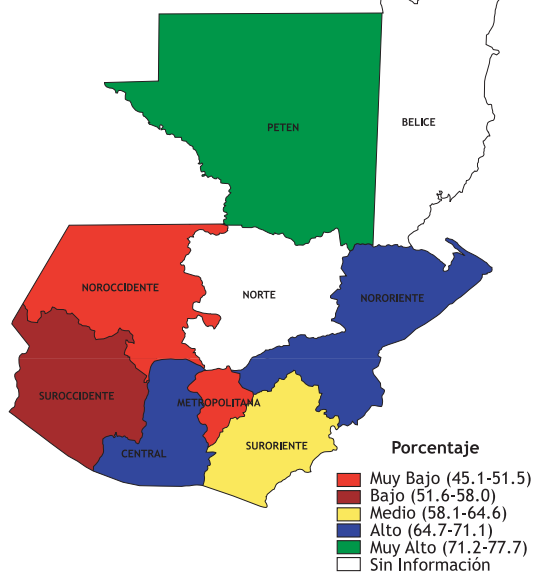 PETEN
BELICE
NOROCCIDENTE
NORTE
NORORIENTE
SUROCCIDENTE
METROPOLITANA
CENTRAL
SURORIENTE
Porcentaje
Muy Bajo (45.1-51.5)
Bajo (51.6-58.0)
Medio (58.1-64.6)
Alto (64.7-71.1)
Muy Alto (71.2-77.7)
Sin Información